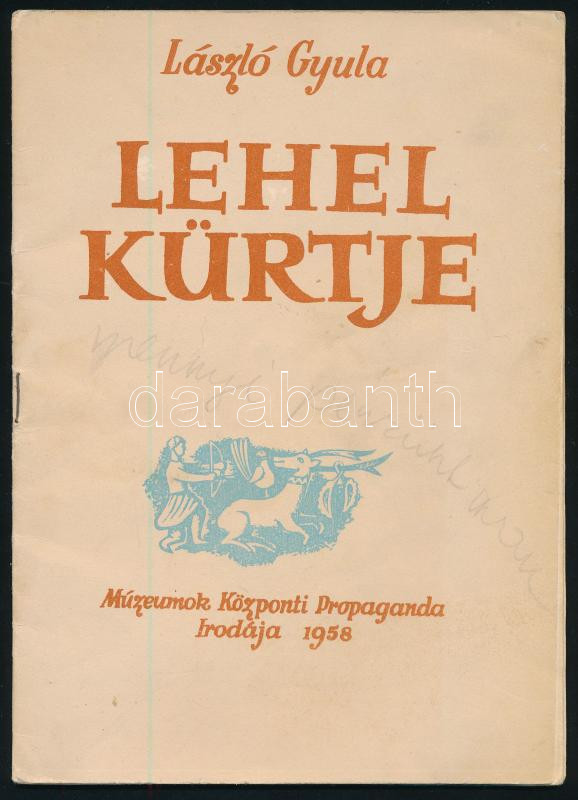 László Gyula
LEHEL
KÜRTJE
darabanth
Múzeumok Központi Propaganda
Irodája 1958